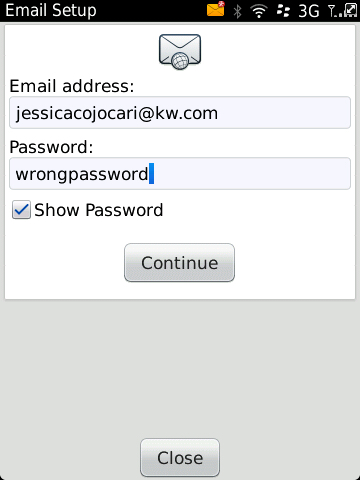 Email Setup 3G
Email address:
jessicacojocari@kw.com
Password:
wrongpassword
Show Password
Continue
Close